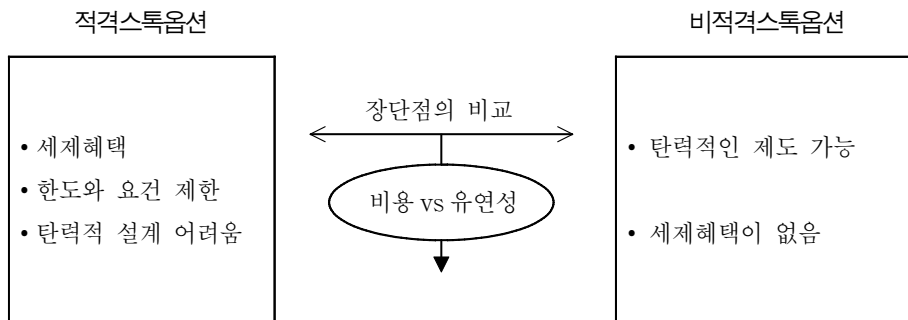 적격스톡옵션
비적격스톡옵션
• 세제혜택
• 한도와 요건 제한
• 탄력적 설계 어려움
장단점의 비교
비용 vs 유연성
• 탄력적인 제도 가능
• 세제혜택이 없음